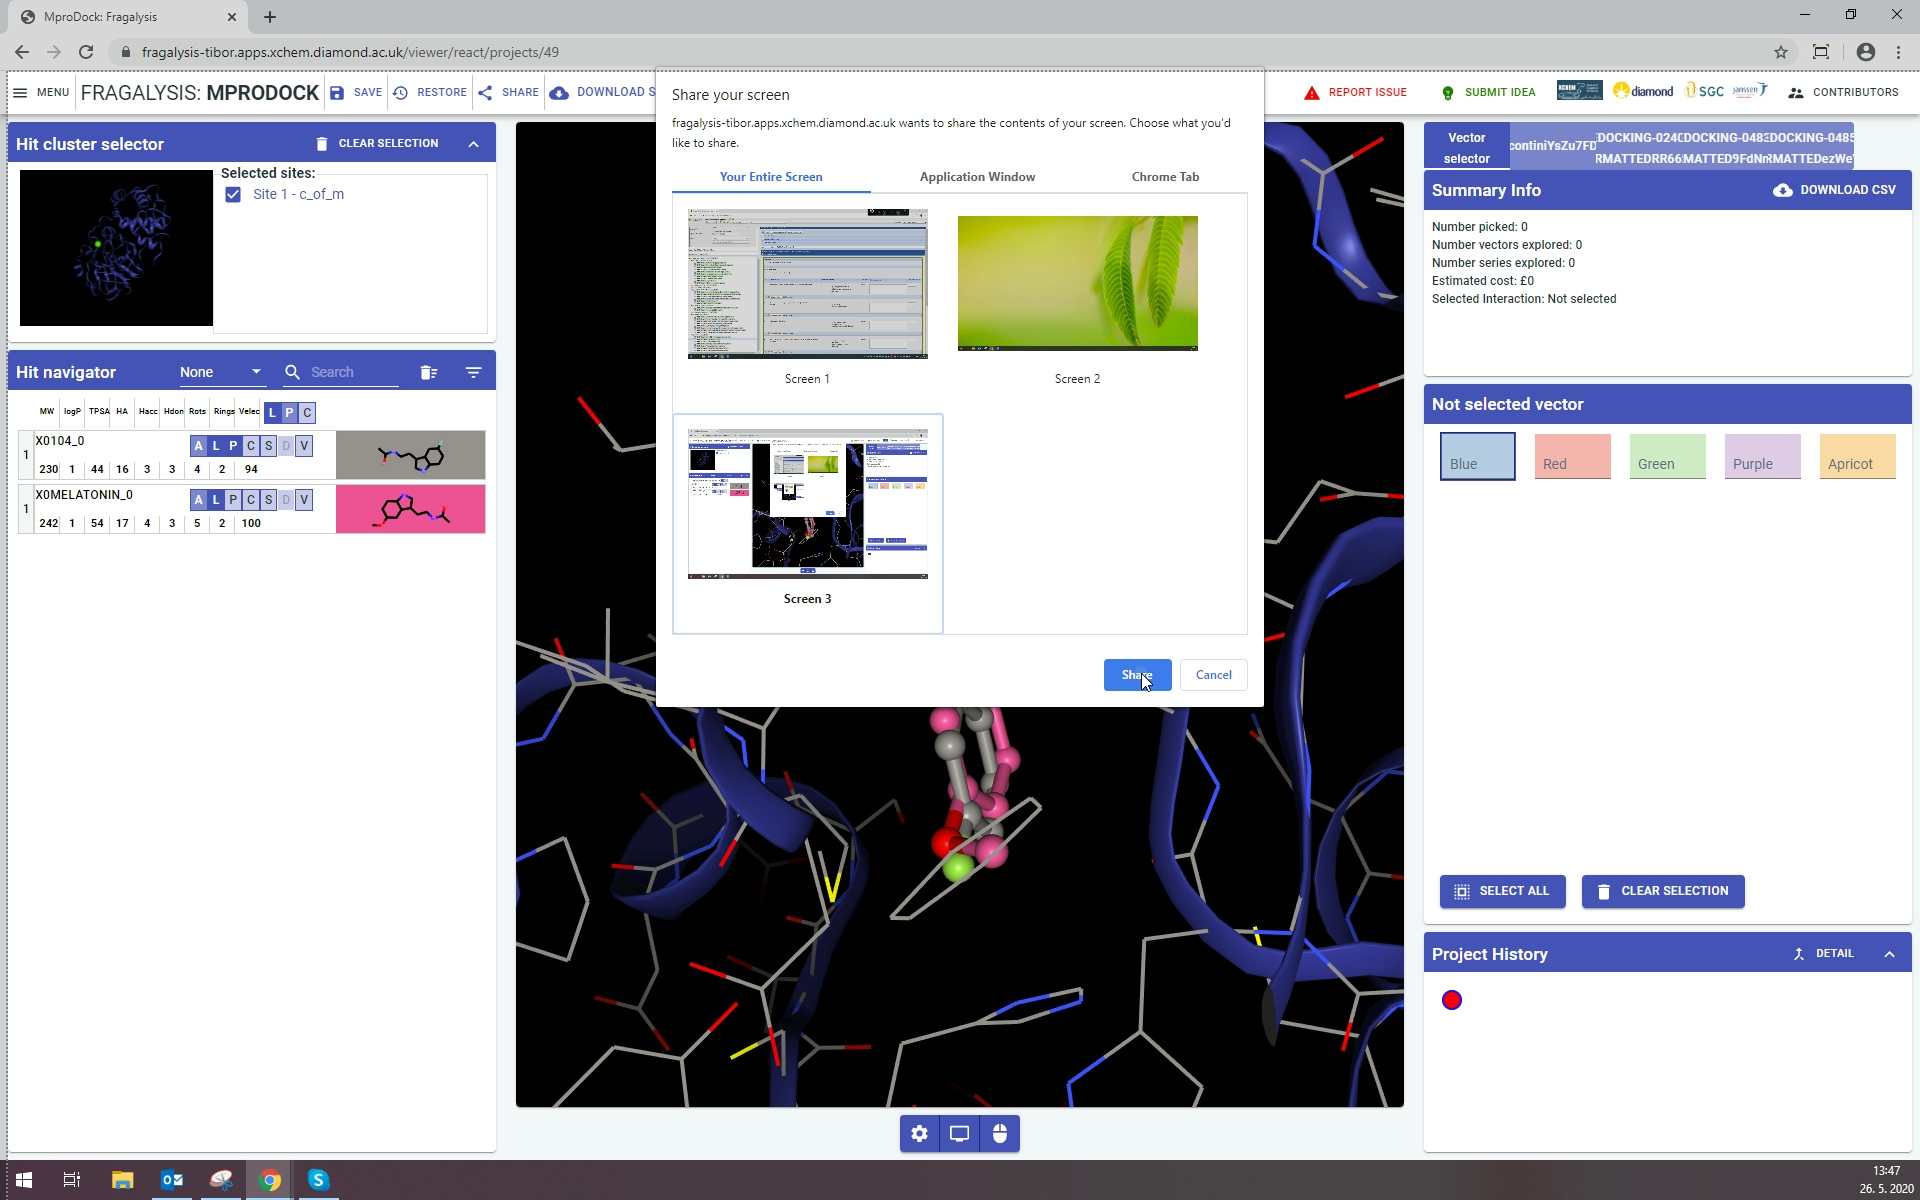 MproDock: Fragalysis
fragalysis-tibor.apps.xchem.diamond.ac.uk/viewer/react/projects/49
MENU
FRAGALYSIS: MPRODOCK
SAVE
RESTORE
SHARE
DOWNLOAD S
REPORT ISSUE
SUBMIT IDEA
XCHEM
diamond
SGC
janssen
CONTRIBUTORS
Share your screen
fragalysis-tibor.apps.xchem.diamond.ac.uk wants to share the contents of your screen. Choose what you'd
like to share.
Your Entire Screen
Application Window
Chrome Tab
Screen 1
Screen 2
Screen 3
Share
Cancel
Hit cluster selector
CLEAR SELECTION
Selected sites:
Site 1 - c_of_m
Hit navigator
None
Search
MW logP TPSA HA Hacc Hdon Rots Rings Velec L P C
1 X0104_0 A L P C S D V
230 1 44 16 3 3 4 2 94
1 X0MELATONIN_0 A L P C S D V
242 1 54 17 4 3 5 2 100
Vector
selector
continiYsZu7FD
DOCKING-0240
RMATTEDRR66
DOCKING-0483
MATTED9FdNn
DOCKING-0485
RMATTEDezWe
Summary Info
DOWNLOAD CSV
Number picked: 0
Number vectors explored: 0
Number series explored: 0
Estimated cost: £0
Selected Interaction: Not selected
Not selected vector
Blue
Red
Green
Purple
Apricot
SELECT ALL
CLEAR SELECTION
Project History
DETAIL
13:47
26. 5. 2020